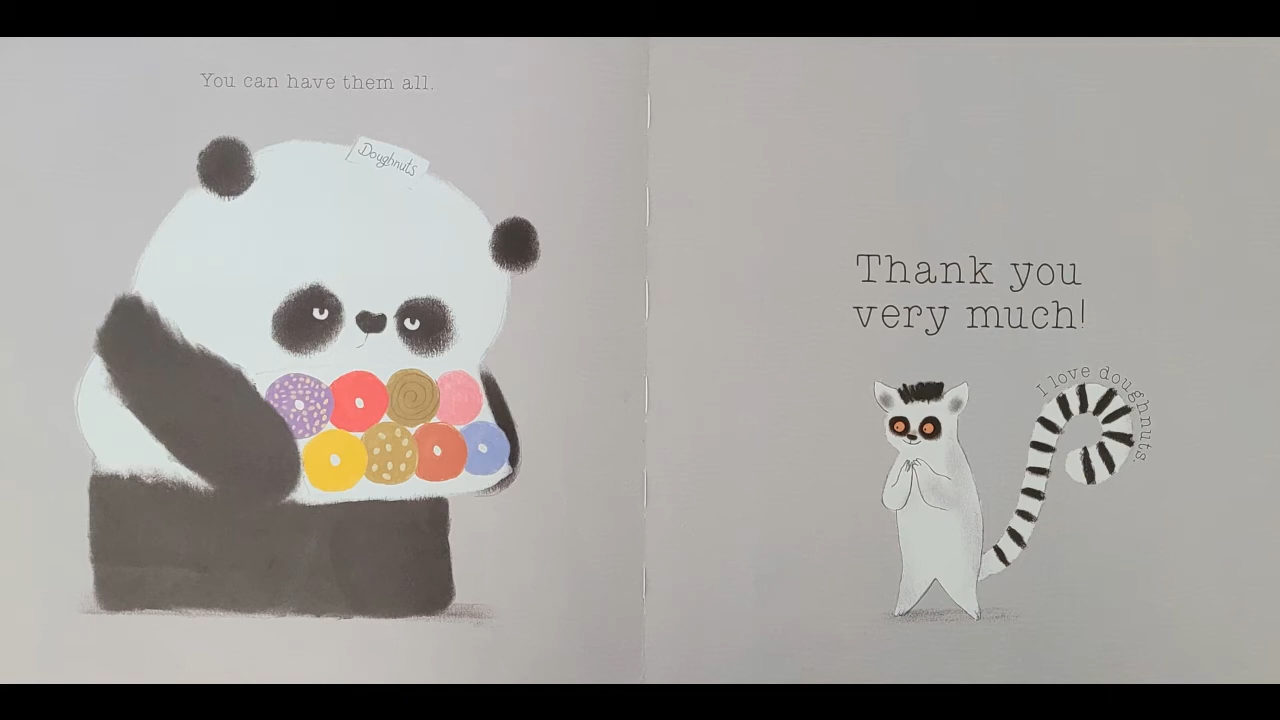 You can have them all.
Doughnuts
Thank you
very much!
I love doughnuts.